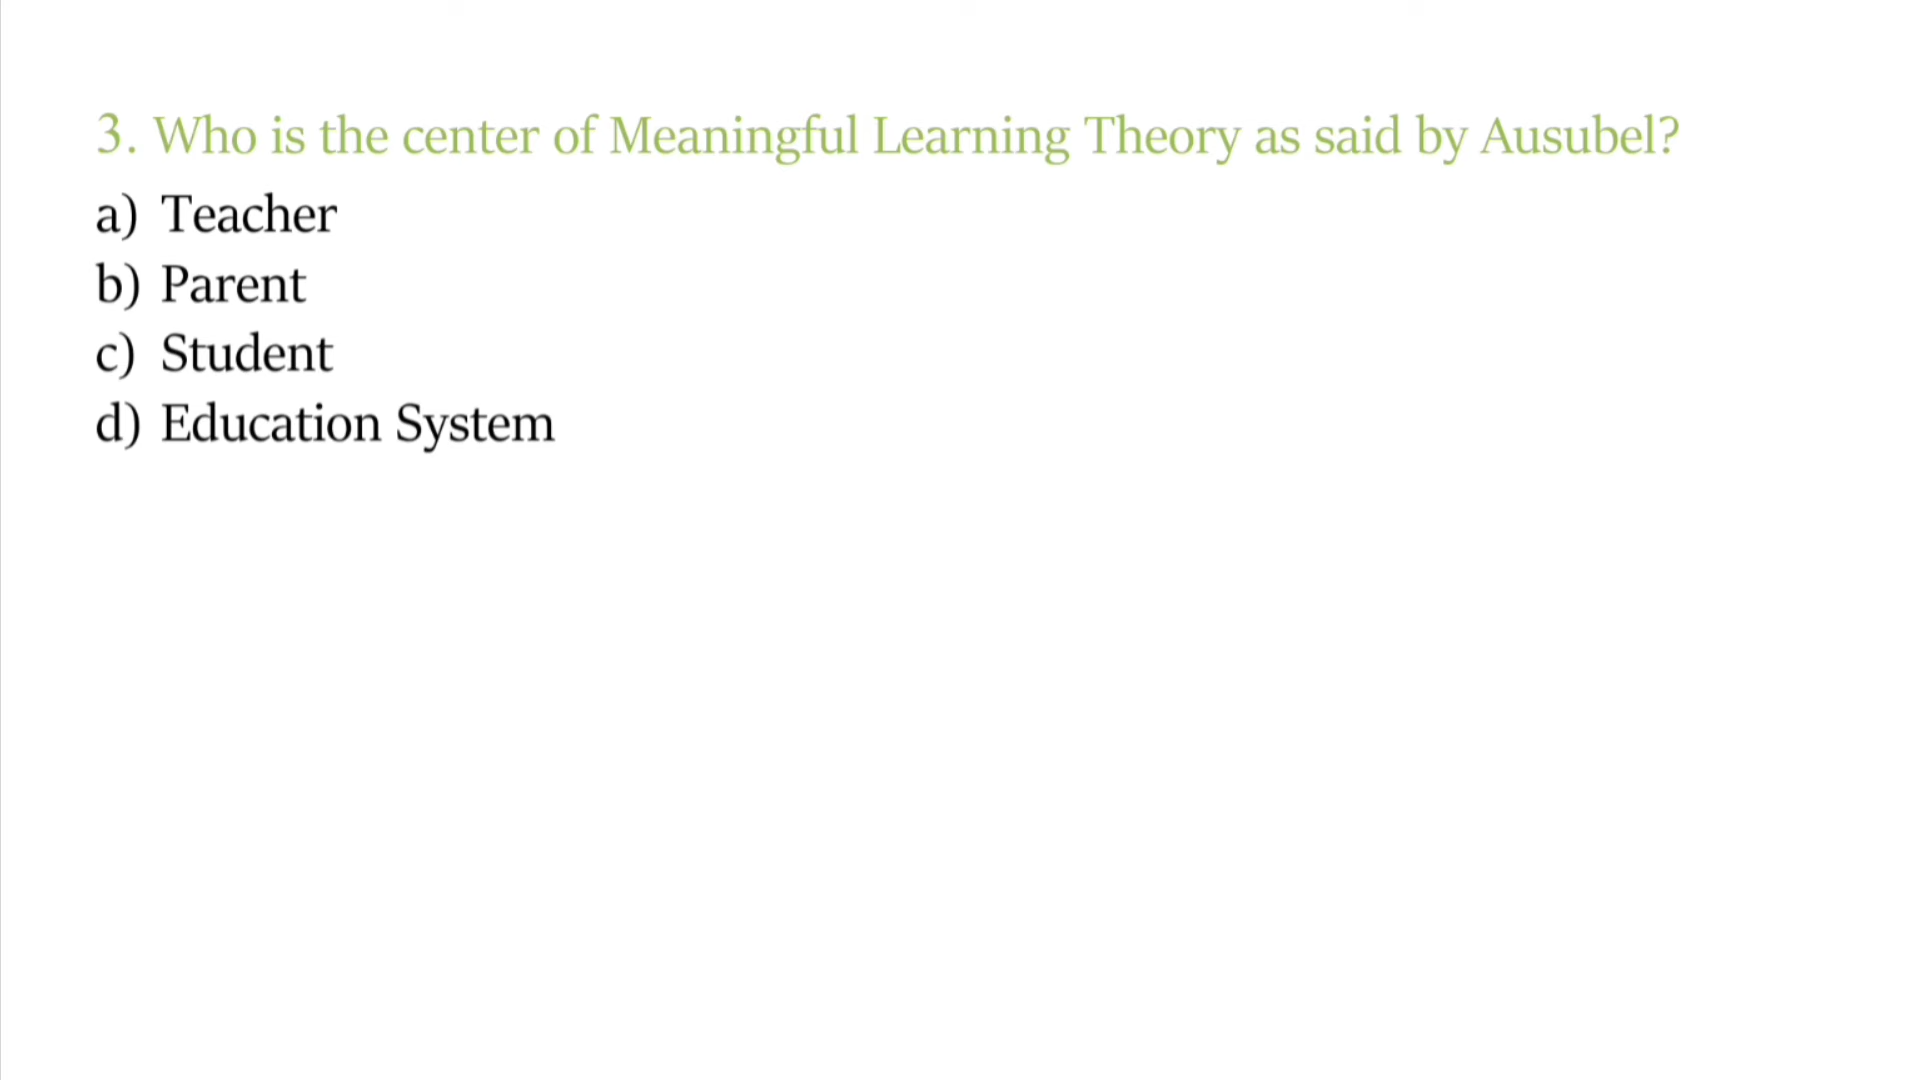 3. Who is the center of Meaningful Learning Theory as said by Ausubel?
a) Teacher
b) Parent
c) Student
d) Education System